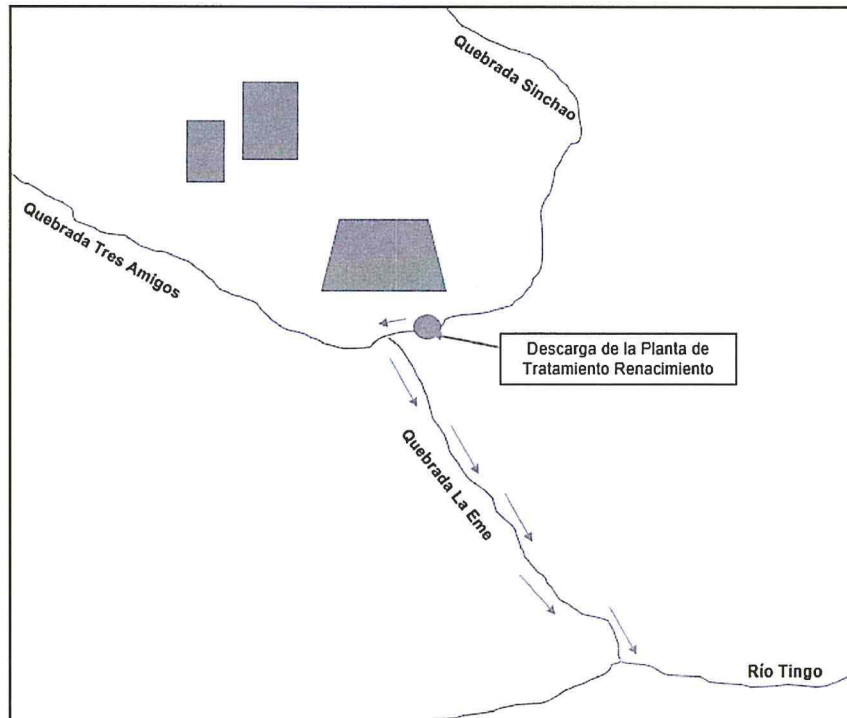 Quebrada Sinchao
Quebrada Tres Amigos
Descarga de la Planta de
Tratamiento Renacimiento
Quebrada La Eme
Río Tingo